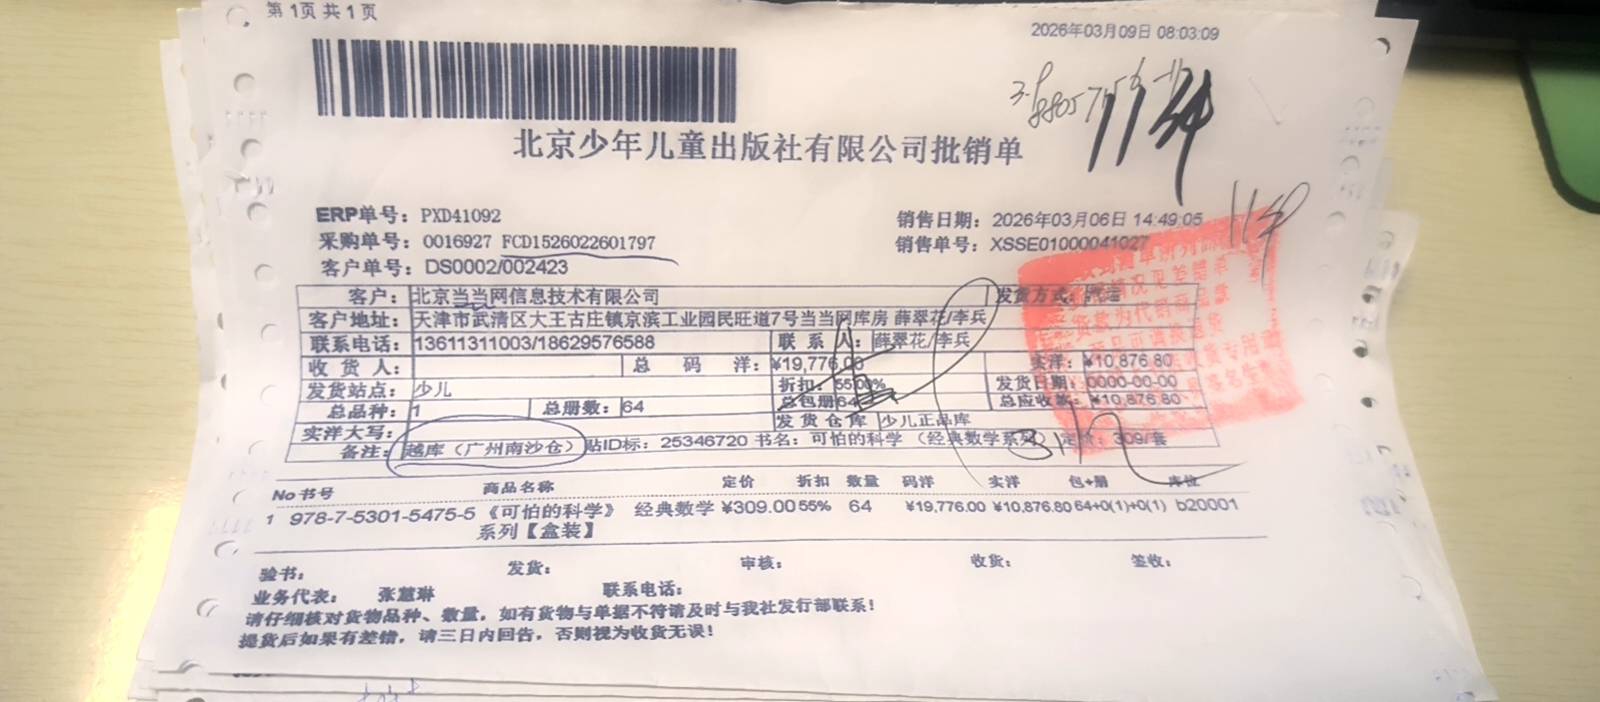 第 1页 共 1 页
2026年03月09日 08:03:09
1134
北京少年儿童出版社有限公司批销单
ERP单号: PXD41092
销售日期: 2026年03月06日 14:49:05
采购单号: 0016927 FCD1526022601797
销售单号: XSSE01000041027
客户单号: DS0002/002423
客户: 北京当当网信息技术有限公司 发货方式:
客户地址: 天津市武清区大王古庄镇京滨工业园民旺道7号当当网库房 薛翠花/李兵
联系电话: 13611311003/18629576588 联 系 人: 薛翠花/李兵
收 货 人: 总 码 洋: ¥19,776.00 实洋: ¥10,876.80
发货站点: 少儿 折扣: 55.00% 发货日期: 0000-00-00
总品种: 1 总册数: 64 总包册 64 总应收款: ¥10,876.80
实洋大写: 发 货 仓 库 少儿正品库
备注: 越库（广州南沙仓）贴ID标: 25346720 书名: 可怕的科学 （经典数学系列） 定价: 309/套
No 书号 商品名称 定价 折扣 数量 码洋 实洋 包+册 库位
1 978-7-5301-5475-5 《可怕的科学》 经典数学 ¥309.00 55% 64 ¥19,776.00 ¥10,876.80 64+0(1)+0(1) b20001
系列【盒装】
验书: 发货: 审核: 收货: 签收:
业务代表: 张慧琳 联系电话:
请仔细核对货物品种、数量，如有货物与单据不符请及时与我社发行部联系！
提货后如果有差错，请三日内回告，否则视为收货无误！